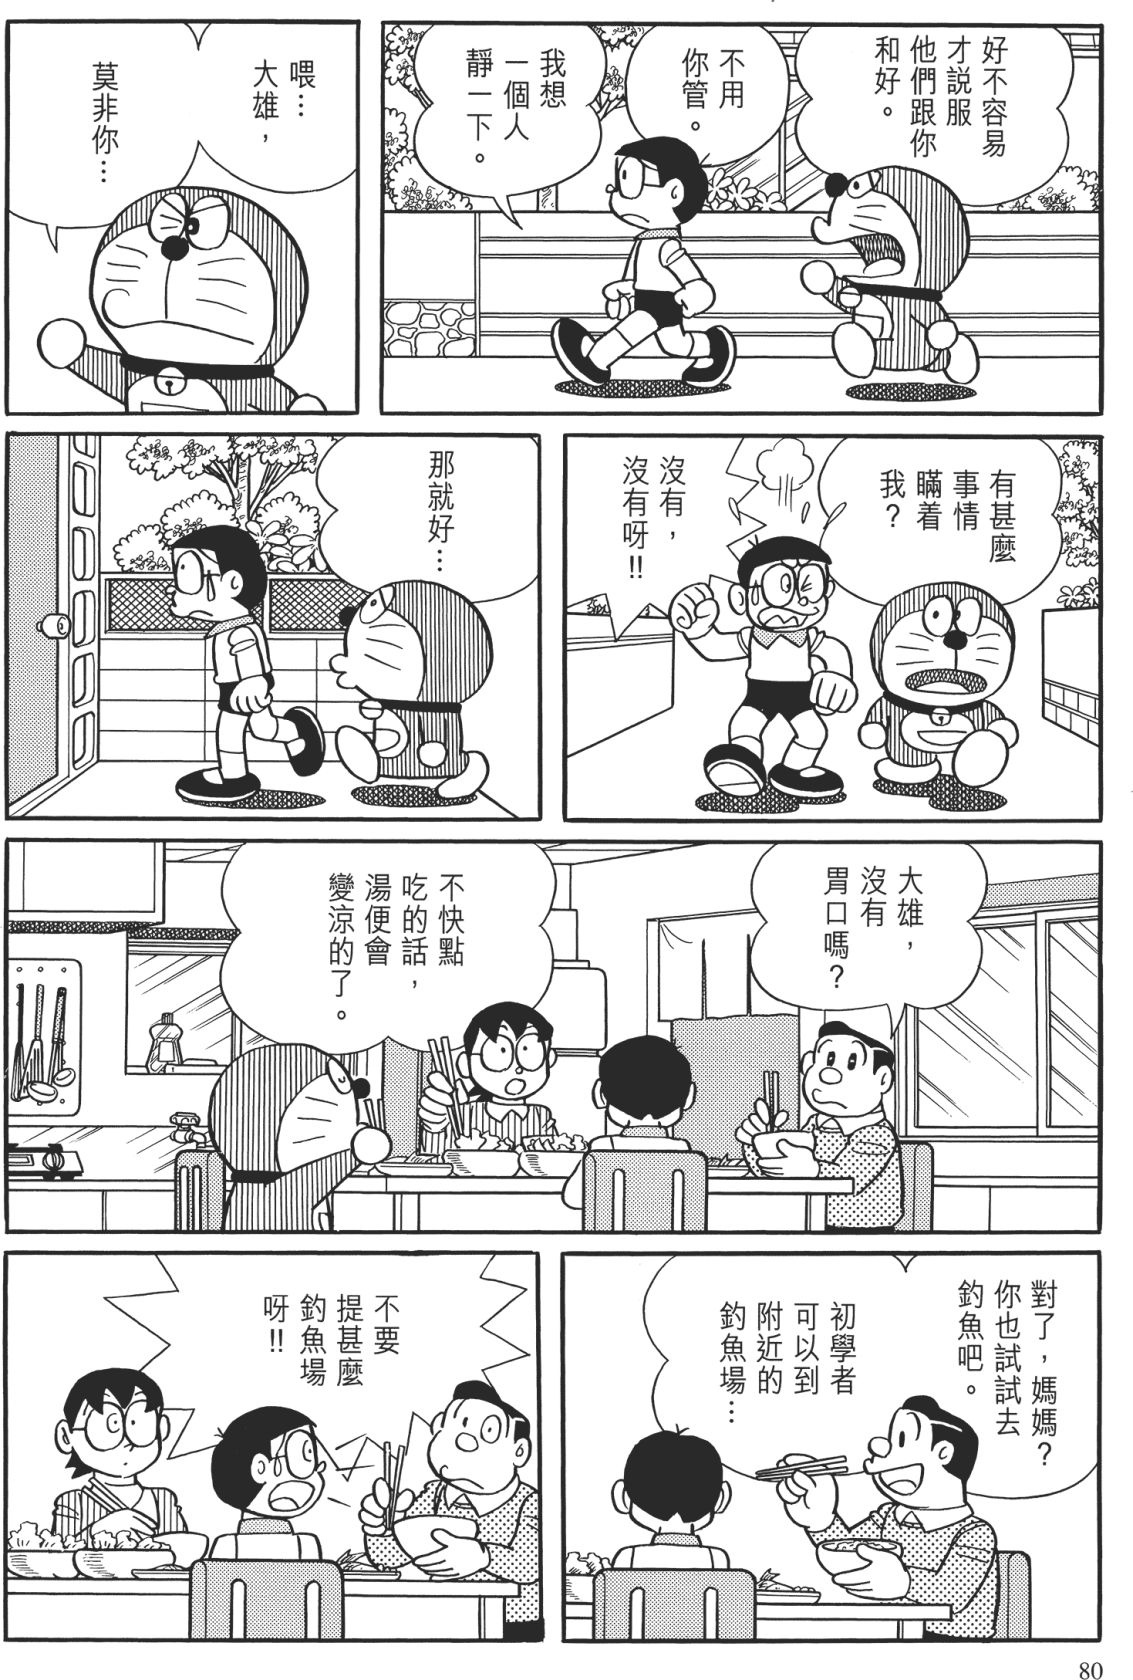 好不容易
才說服
他們跟你
和好。
不用
你管。
我想
一個人
靜一下。
喂…
大雄，
莫非你…
有甚麼
事情
瞞着
我？
沒有，
沒有呀!!
那就好…
大雄，
沒有
胃口嗎？
不快點
吃的話，
湯便會
變涼的了。
對了，媽媽？
你也試試去
釣魚吧。
初學者
可以到
附近的
釣魚場…
不要
提甚麼
釣魚場
呀!!
80